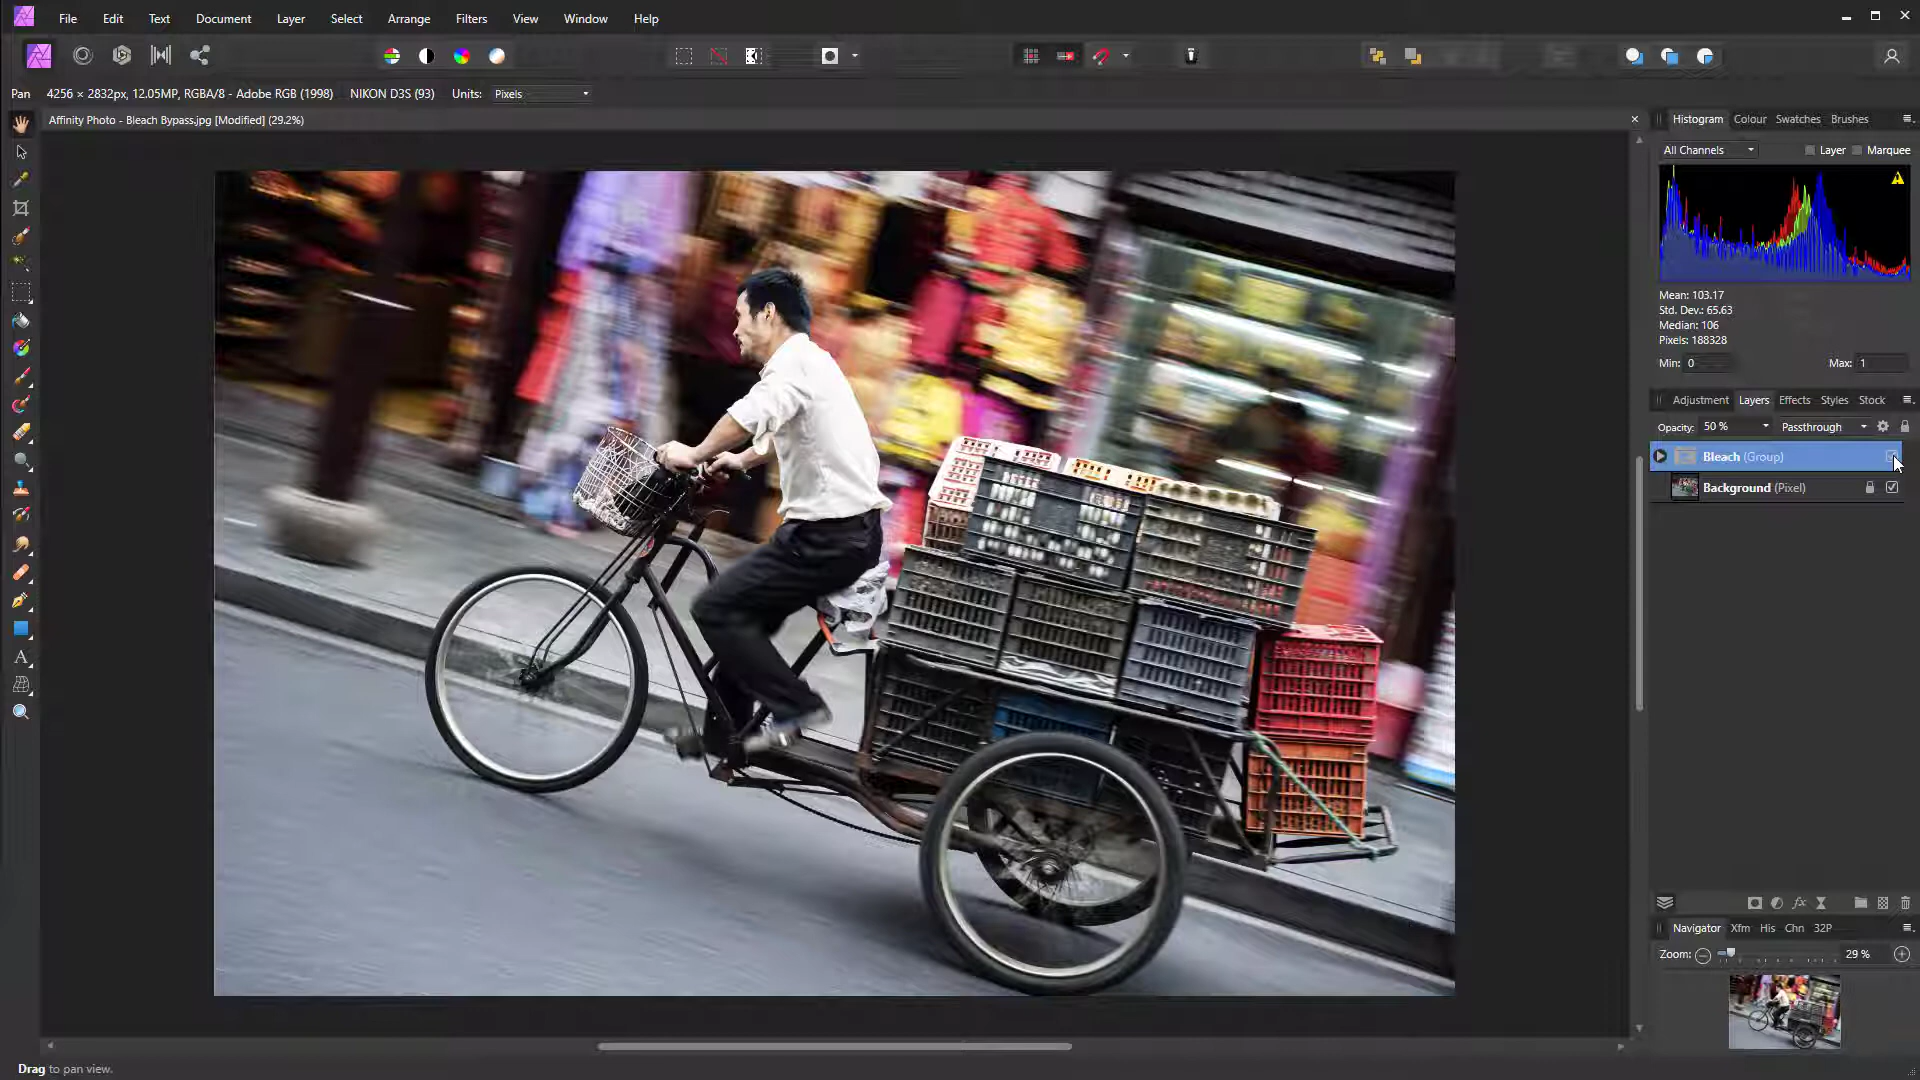 File Edit Text Document Layer Select Arrange Filters View Window Help
Pan 4256 × 2832px, 12.05MP, RGBA/8 - Adobe RGB (1998) NIKON D3S (93) Units: Pixels
Affinity Photo - Bleach Bypass.jpg [Modified] (29.2%)
Histogram Colour Swatches Brushes
All Channels Layer Marquee
Mean: 103.17
Std. Dev.: 65.63
Median: 106
Pixels: 188328
Min: 0 Max: 1
Adjustment Layers Effects Styles Stock
Opacity: 50 % Passthrough
Bleach (Group)
Background (Pixel)
fx
A
Navigator Xfm His Chn 32P
Zoom: 29 %
Drag to pan view.